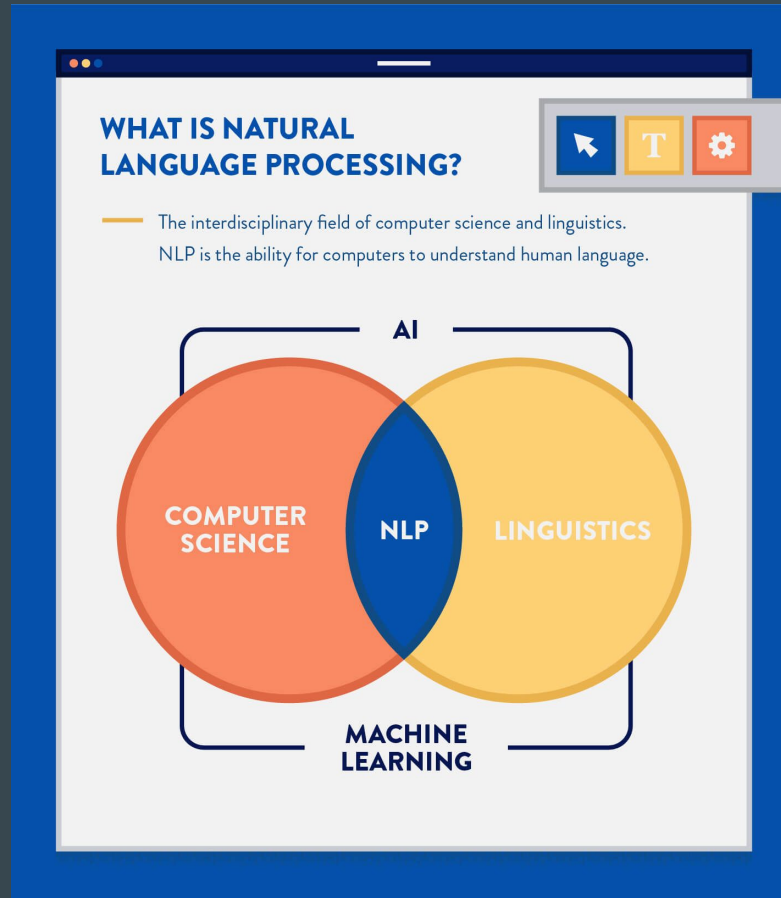 WHAT IS NATURAL
LANGUAGE PROCESSING?
T
The interdisciplinary field of computer science and linguistics.
NLP is the ability for computers to understand human language.
AI
COMPUTER
SCIENCE
NLP
LINGUISTICS
MACHINE
LEARNING